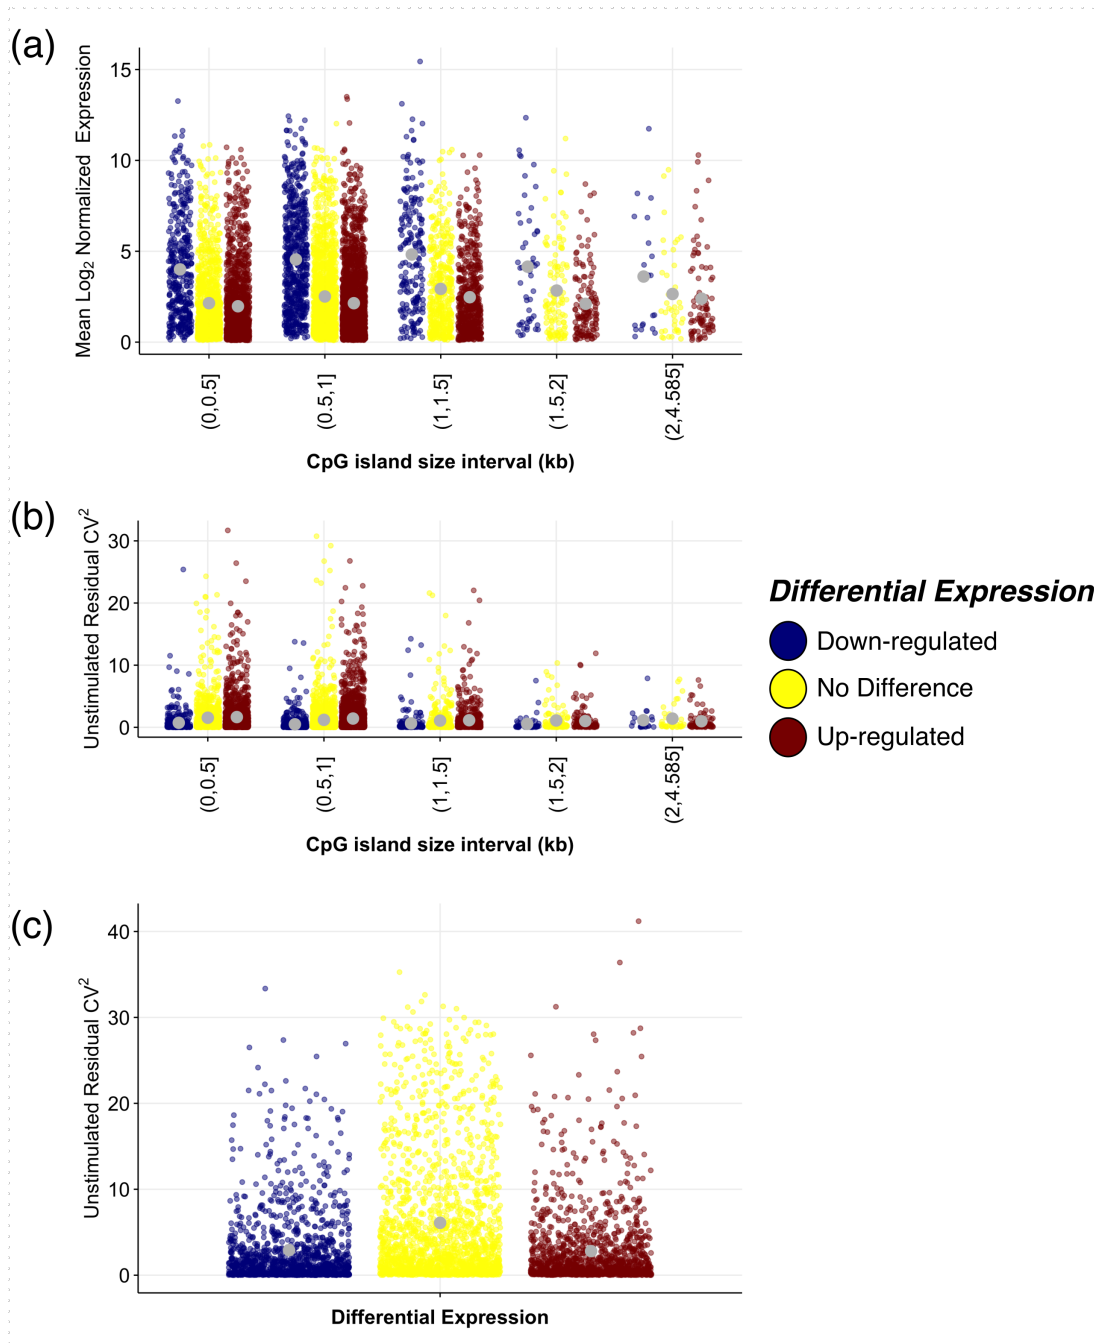 (a)
Mean Log2 Normalized Expression
15
10
5
0
(0,0.5]
(0.5,1]
(1,1.5]
(1.5,2]
(2,4.585]
CpG island size interval (kb)
(b)
Unstimulated Residual CV2
30
20
10
0
(0,0.5]
(0.5,1]
(1,1.5]
(1.5,2]
(2,4.585]
CpG island size interval (kb)
Differential Expression
Down-regulated
No Difference
Up-regulated
(c)
Unstimulated Residual CV2
40
30
20
10
0
Differential Expression